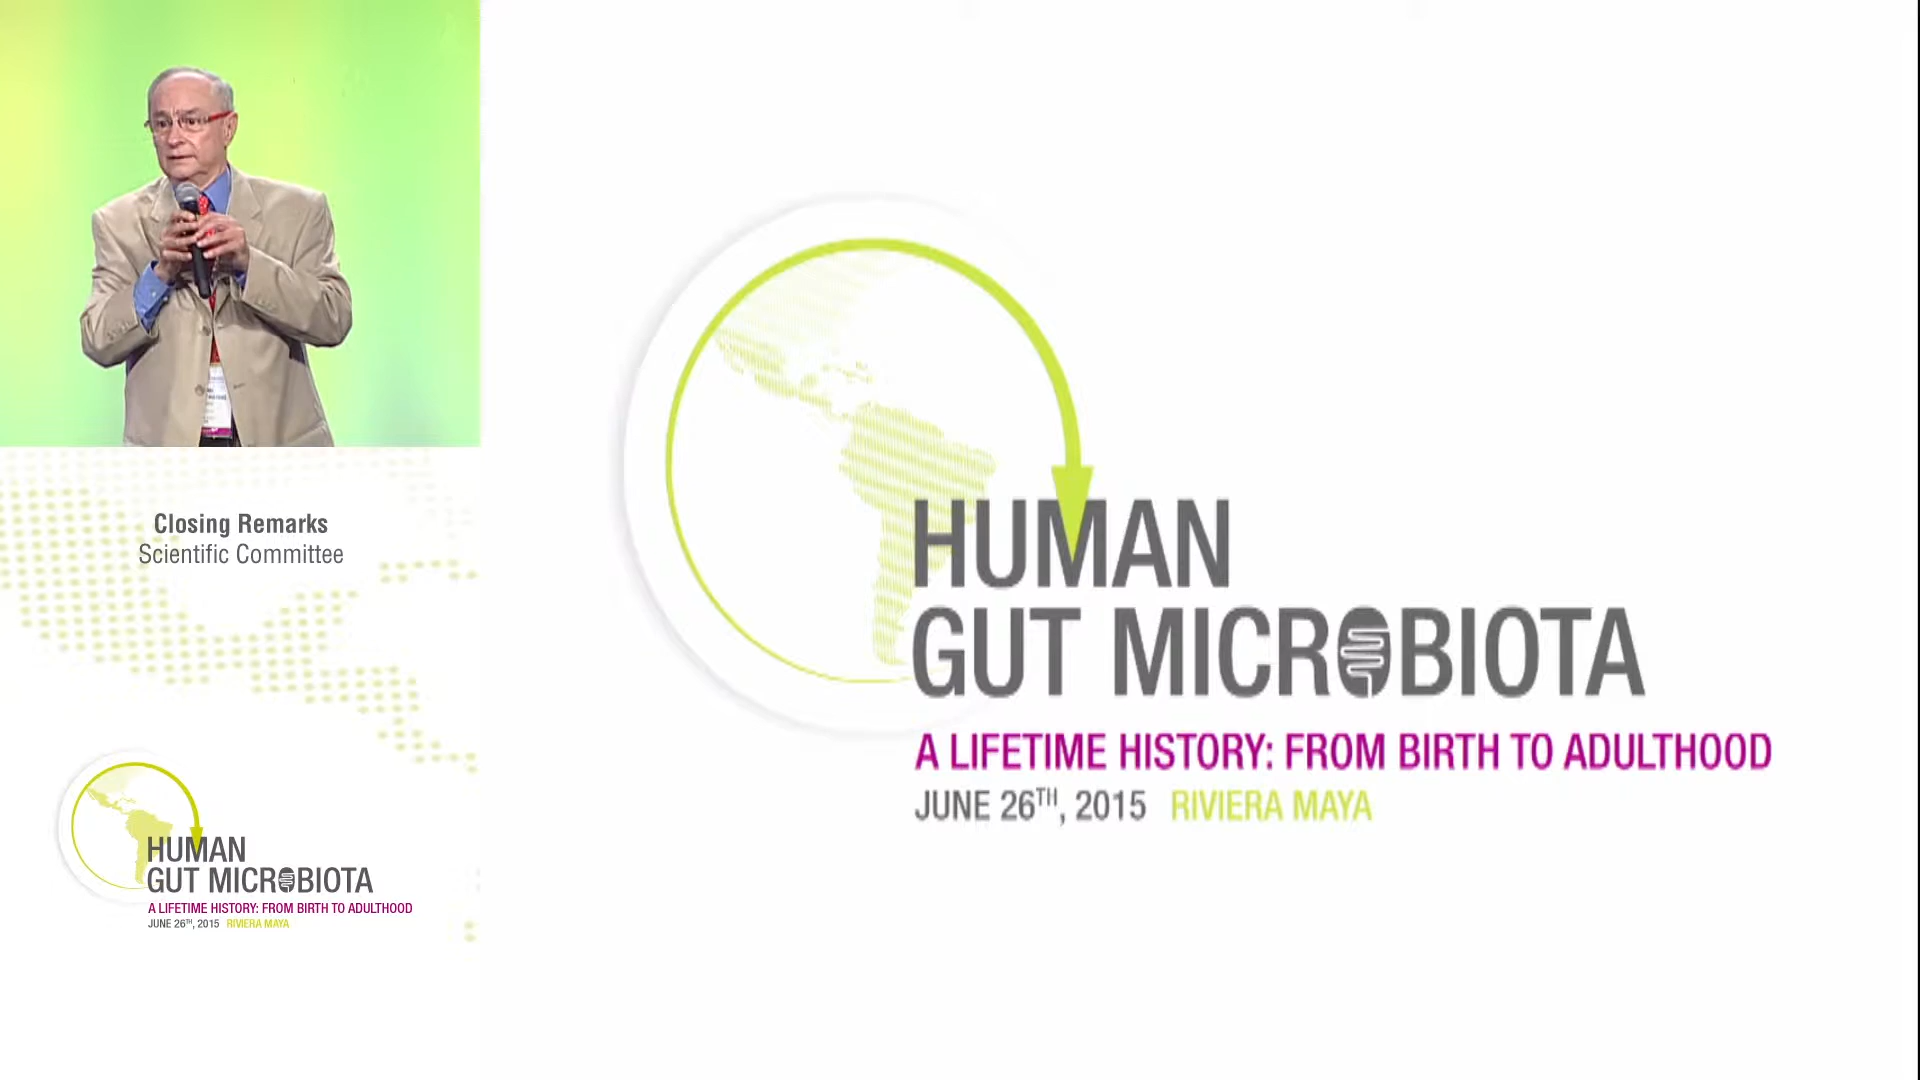 Closing Remarks
Scientific Committee
HUMAN
GUT MICROBIOTA
A LIFETIME HISTORY: FROM BIRTH TO ADULTHOOD
JUNE 26TH, 2015 RIVIERA MAYA
HUMAN
GUT MICROBIOTA
A LIFETIME HISTORY: FROM BIRTH TO ADULTHOOD
JUNE 26TH, 2015 RIVIERA MAYA